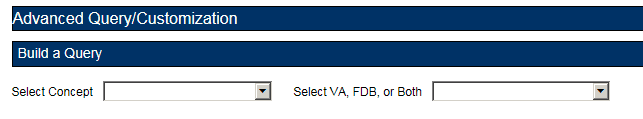 Advanced Query/Customization
Build a Query
Select Concept Select VA, FDB, or Both